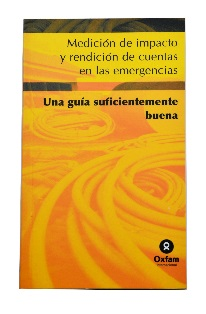 Medición de impacto
y rendición de cuentas
en las emergencias
Una guía suficientemente
buena
Oxfam